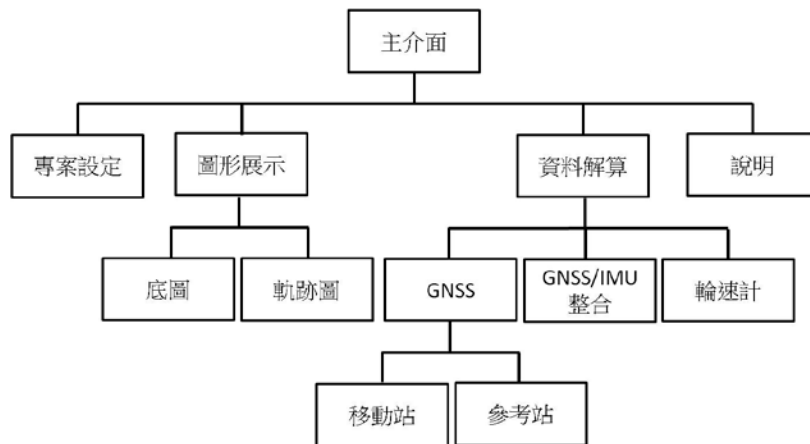 主介面
專案設定
圖形展示
資料解算
說明
底圖
軌跡圖
GNSS
GNSS/IMU
整合
輪速計
移動站
參考站